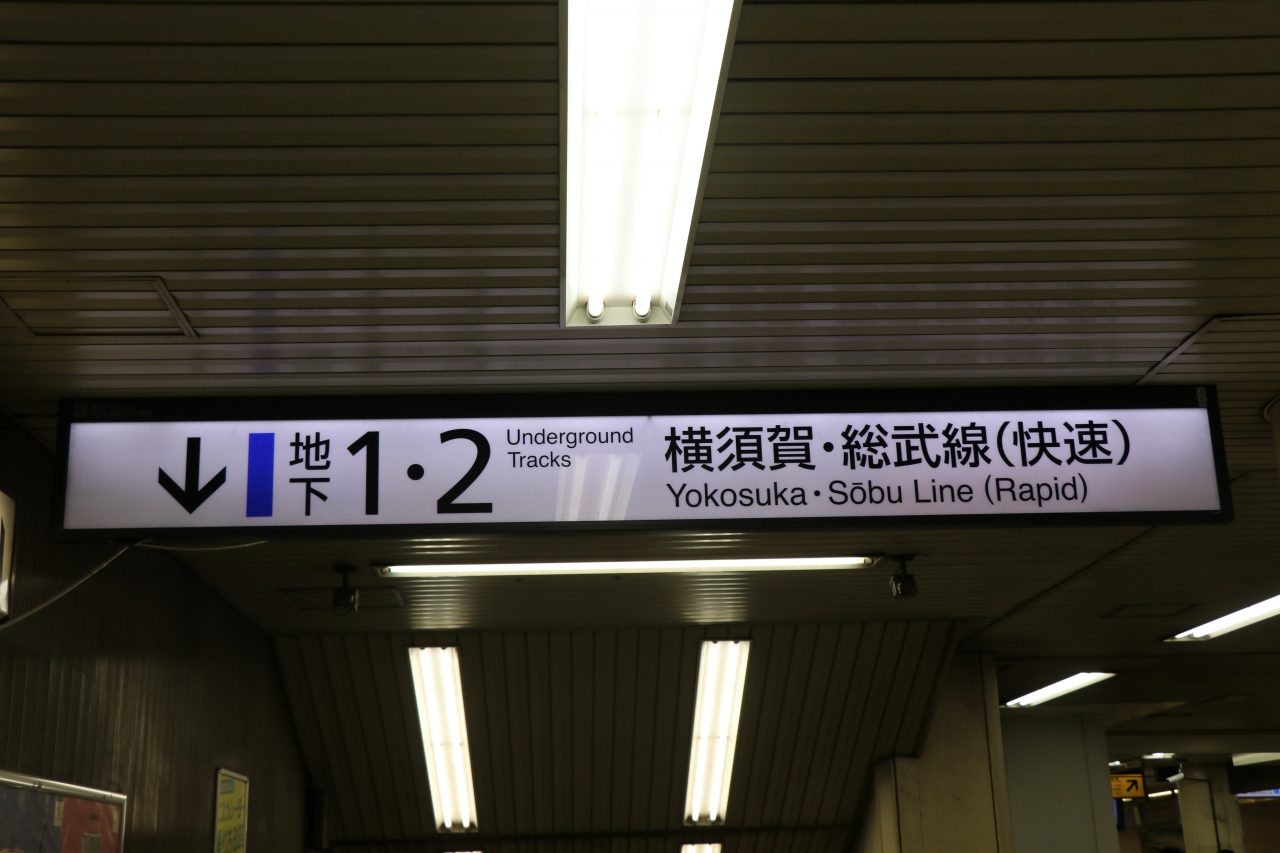 ↓ 地下 1・2
Underground
Tracks
横須賀・総武線(快速)
Yokosuka・Sōbu Line (Rapid)